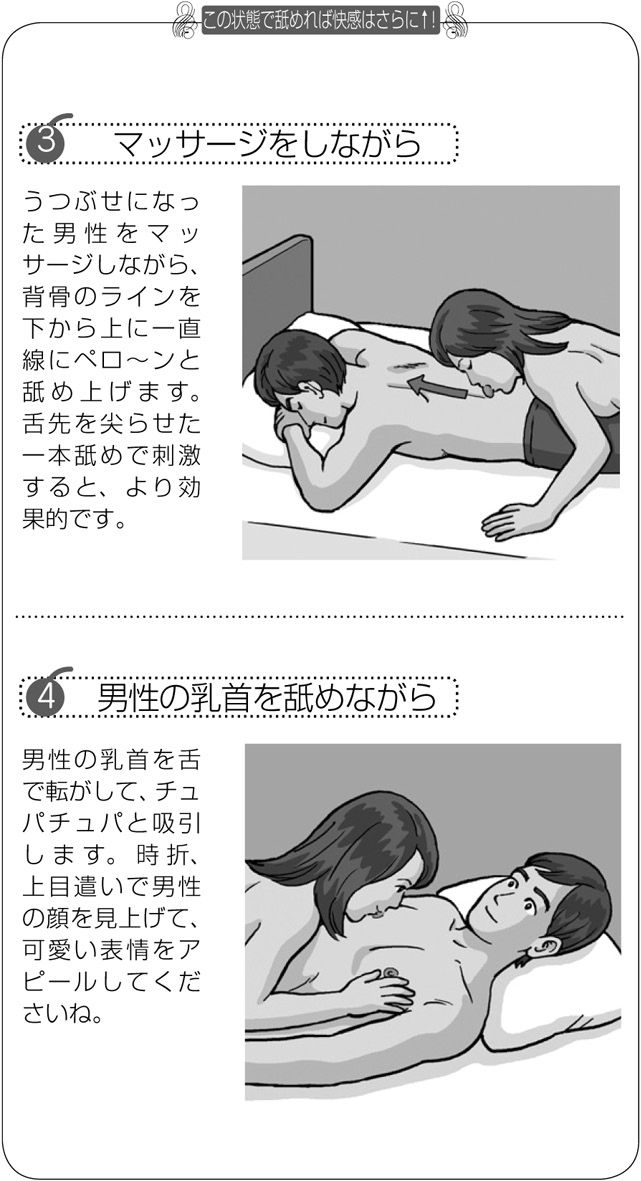 この状態で舐めれば快感はさらに↑!
3 マッサージをしながら
うつぶせになっ
た男性をマッ
サージしながら、
背骨のラインを
下から上に一直
線にペロ〜ンと
舐め上げます。
舌先を尖らせた
一本舐めで刺激
すると、より効
果的です。
4 男性の乳首を舐めながら
男性の乳首を舌
で転がして、チュ
パチュパと吸引
します。時折、
上目遣いで男性
の顔を見上げて、
可愛い表情をア
ピールしてくだ
さいね。